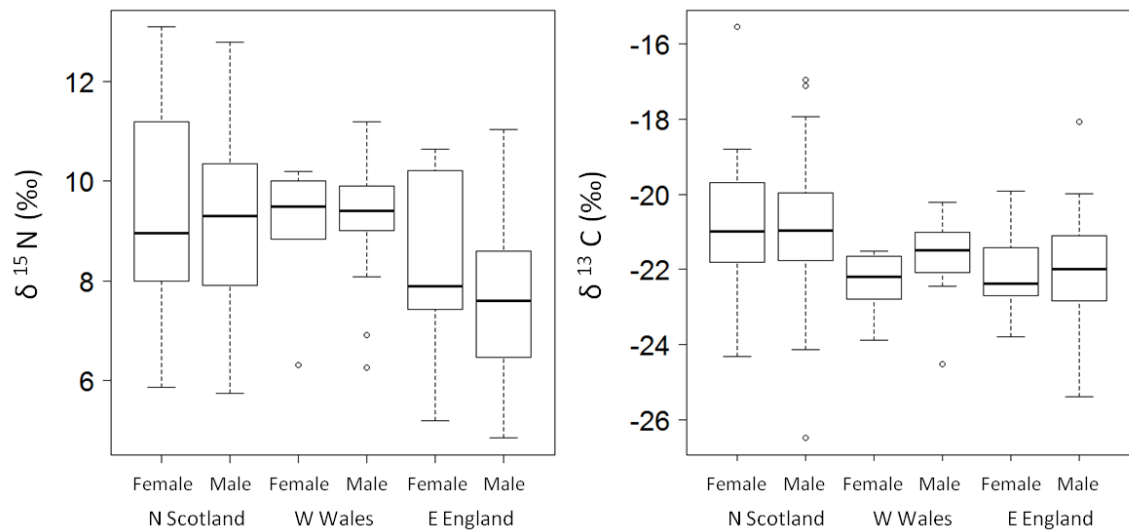 δ ¹⁵ N (‰)
12
10
8
6
Female Male Female Male Female Male
N Scotland W Wales E England
δ ¹³ C (‰)
-16
-18
-20
-22
-24
-26
Female Male Female Male Female Male
N Scotland W Wales E England